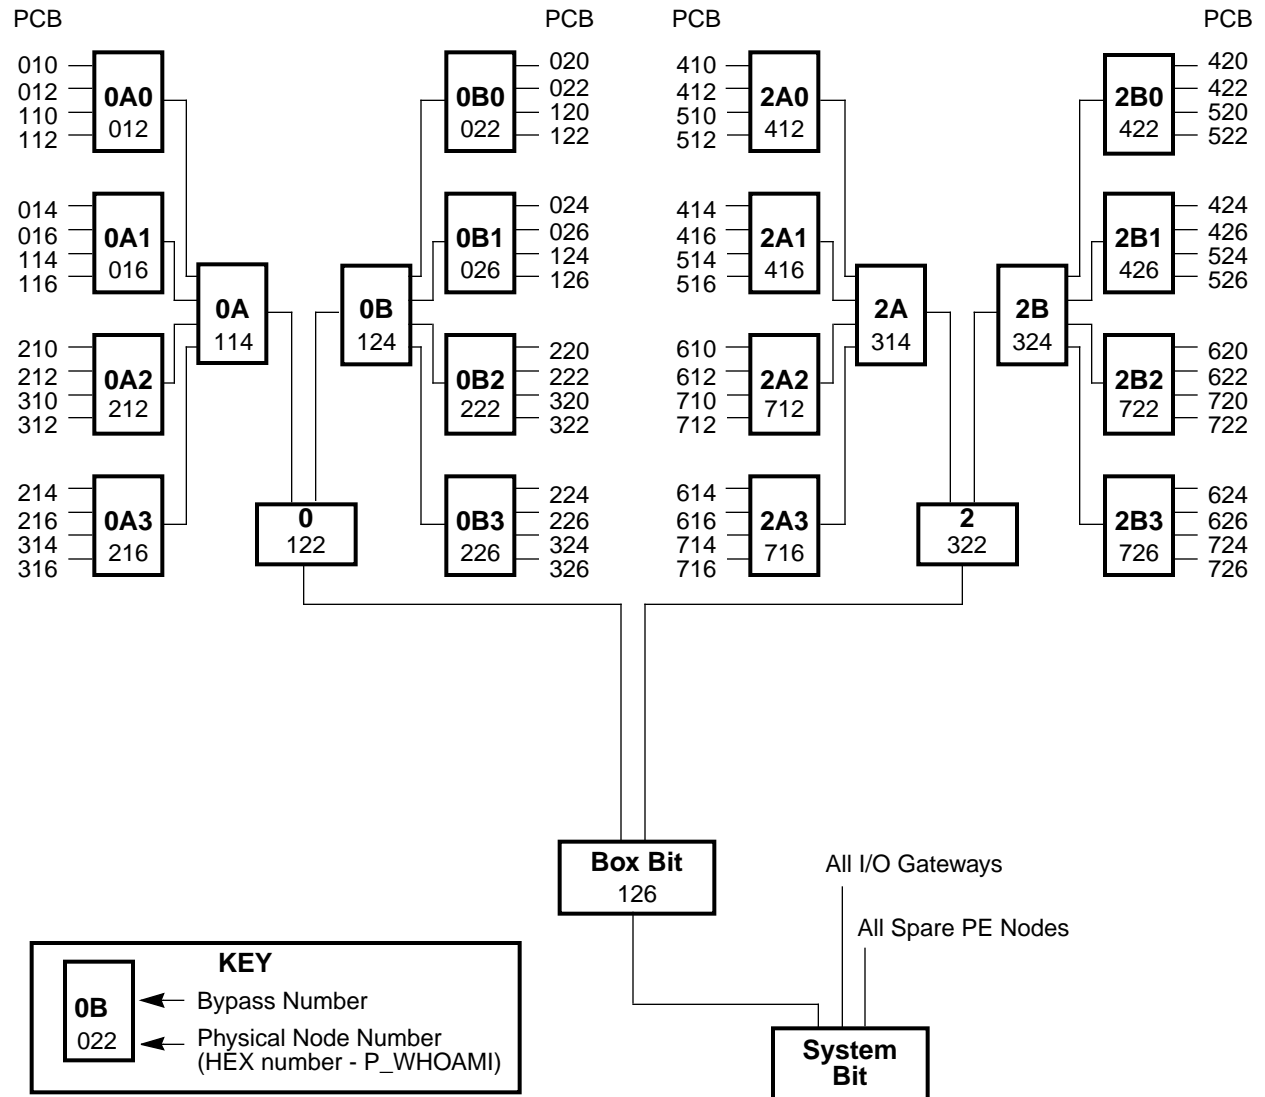 PCB PCB PCB PCB
010
012
110
112
0A0
012
014
016
114
116
0A1
016
210
212
310
312
0A2
212
214
216
314
316
0A3
216
0A
114
0B
124
0
122
0B0
022
020
022
120
122
0B1
026
024
026
124
126
0B2
222
220
222
320
322
0B3
226
224
226
324
326
410
412
510
512
2A0
412
414
416
514
516
2A1
416
610
612
710
712
2A2
712
614
616
714
716
2A3
716
2A
314
2B
324
2
322
2B0
422
420
422
520
522
2B1
426
424
426
524
526
2B2
722
620
622
720
722
2B3
726
624
626
724
726
Box Bit
126
All I/O Gateways
All Spare PE Nodes
System
Bit
KEY
0B
022
Bypass Number
Physical Node Number
(HEX number - P_WHOAMI)